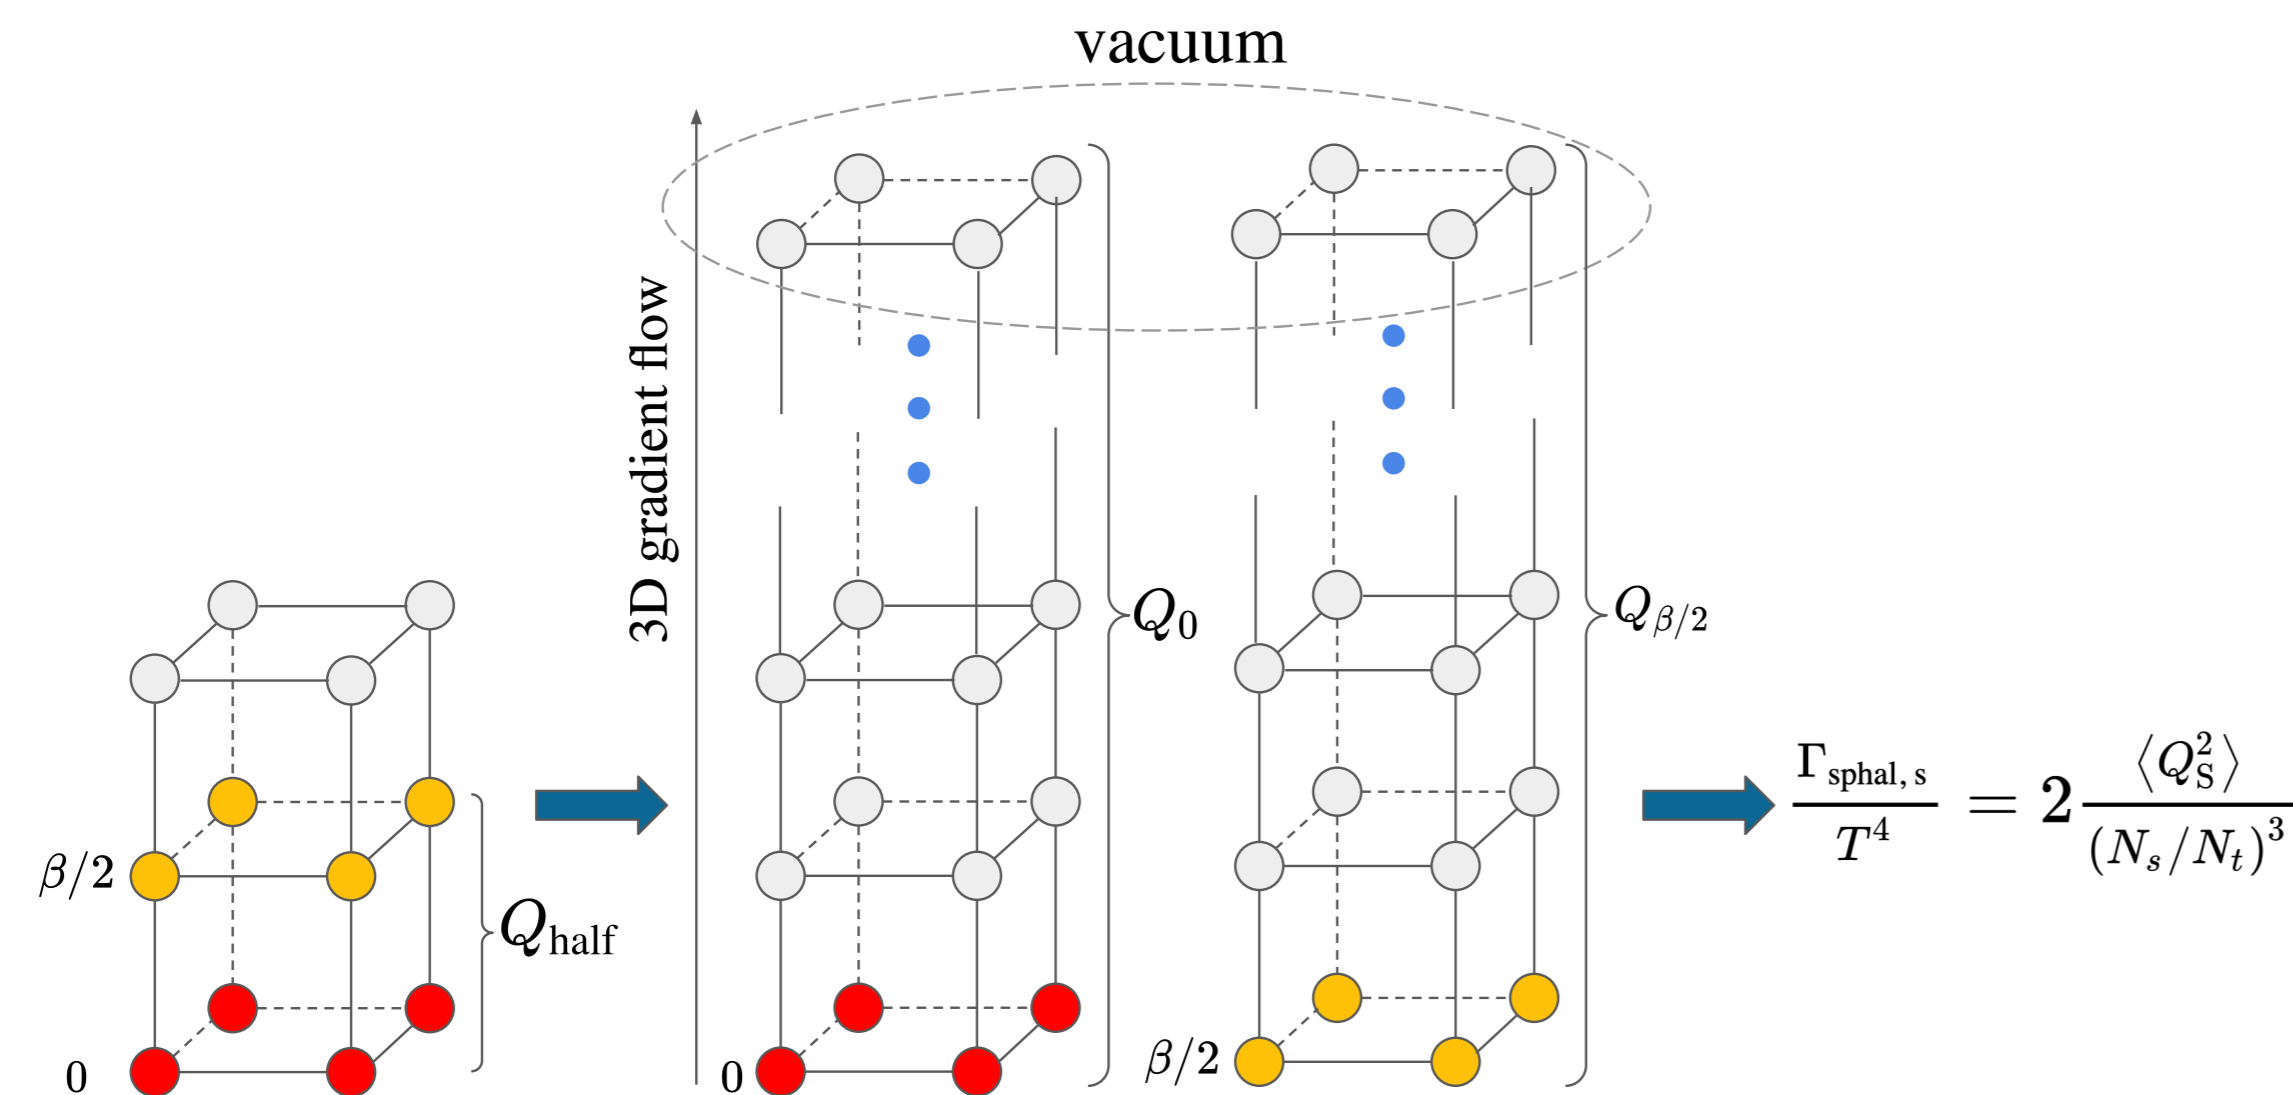 vacuum
3D gradient flow
β/2
Q_half
0
0
Q_0
β/2
Q_{β/2}
Γ_{sphal, s} / T^4 = 2 ⟨Q_S^2⟩ / (N_s/N_t)^3